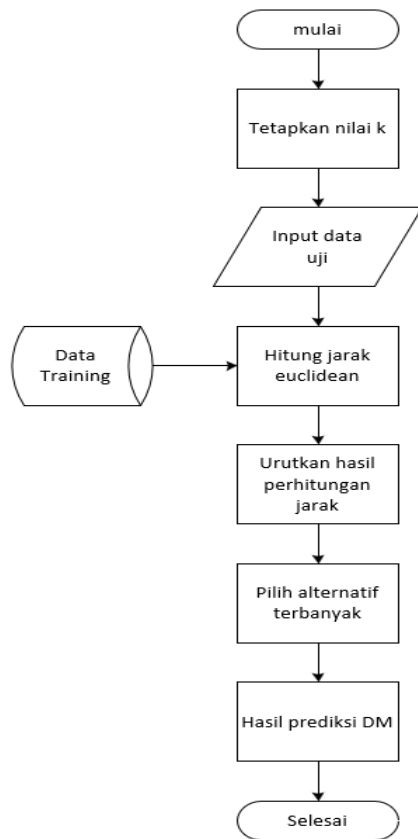 mulai
Tetapkan nilai k
Input data
uji
Data
Training
Hitung jarak
euclidean
Urutkan hasil
perhitungan
jarak
Pilih alternatif
terbanyak
Hasil prediksi DM
Selesai